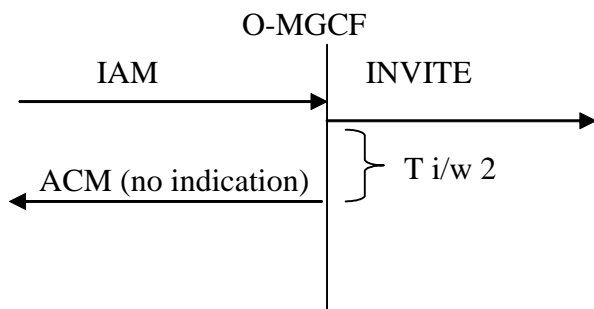 O-MGCF
IAM
INVITE
T i/w 2
ACM (no indication)